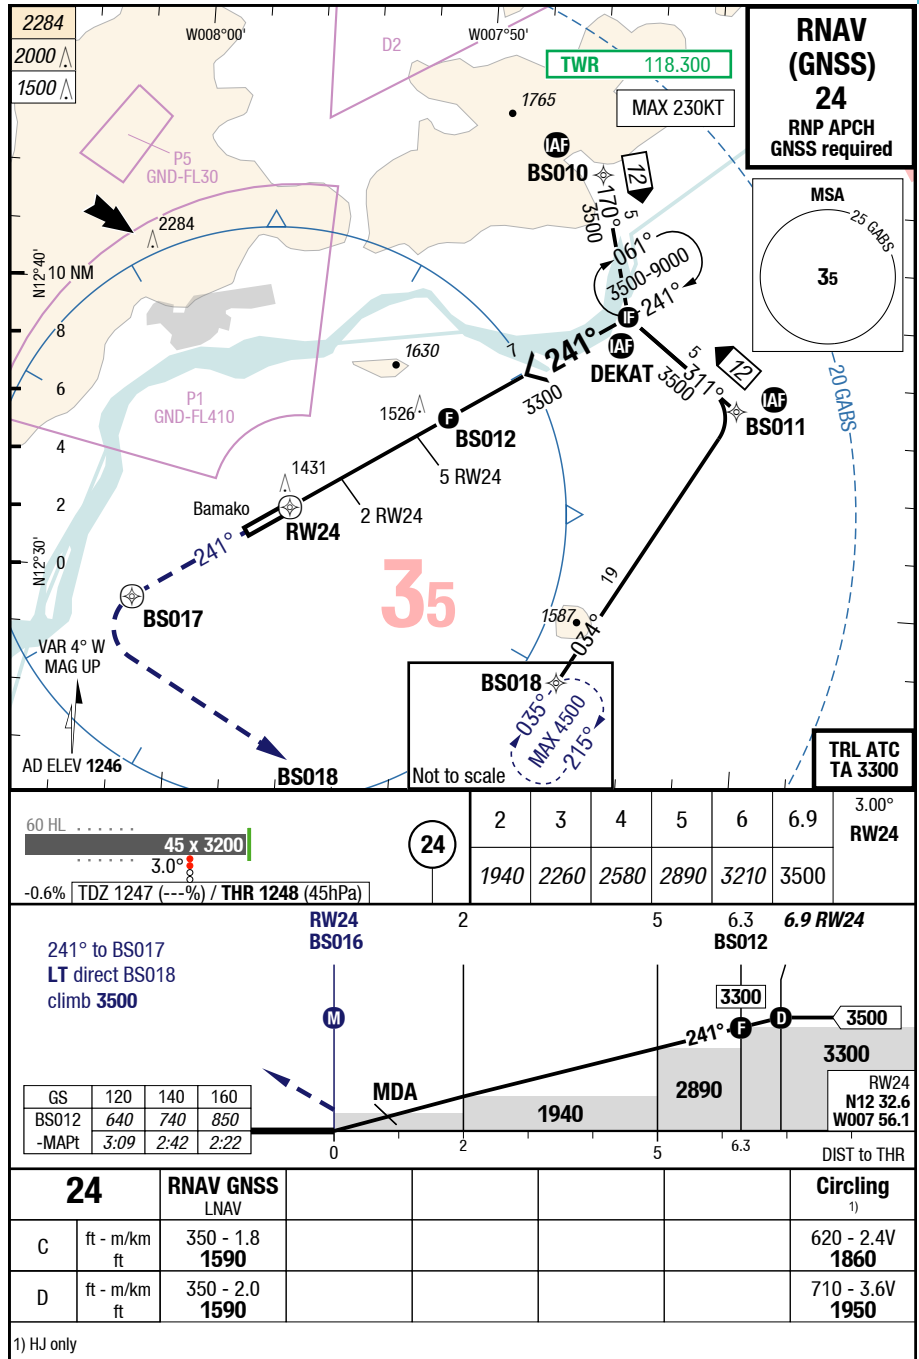 2284
2000
1500
W008°00'
W007°50'
D2
TWR 118.300
MAX 230KT
RNAV
(GNSS)
24
RNP APCH
GNSS required
MSA
25 GABS
35
1765
IAF
BS010
12
170°
5
3500
P5
GND-FL30
2284
N12°40'
10 NM
8
6
4
2
0
N12°30'
061°
3500-9000
241°
IF
IAF
DEKAT
7
241°
3300
5
311°
3500
12
IAF
BS011
20 GABS
1630
P1
GND-FL410
1526
F
BS012
5 RW24
1431
Bamako
RW24
2 RW24
241°
BS017
35
19
1587
034°
BS018
035°
MAX 4500
215°
Not to scale
VAR 4° W
MAG UP
AD ELEV 1246
BS018
TRL ATC
TA 3300
60 HL
45 x 3200
3.0°
-0.6% TDZ 1247 (---%) / THR 1248 (45hPa)
24
2 3 4 5 6 6.9 3.00°
RW24
1940 2260 2580 2890 3210 3500
RW24 2 5 6.3 6.9 RW24
BS016 BS012
241° to BS017
LT direct BS018
climb 3500
M
3300
241°
F
D
3500
3300
2890
1940
MDA
RW24
N12 32.6
W007 56.1
GS 120 140 160
BS012 640 740 850
-MAPt 3:09 2:42 2:22
0 2 5 6.3 DIST to THR
24 RNAV GNSS Circling
LNAV 1)
C ft - m/km 350 - 1.8 620 - 2.4V
ft 1590 1860
D ft - m/km 350 - 2.0 710 - 3.6V
ft 1590 1950
1) HJ only